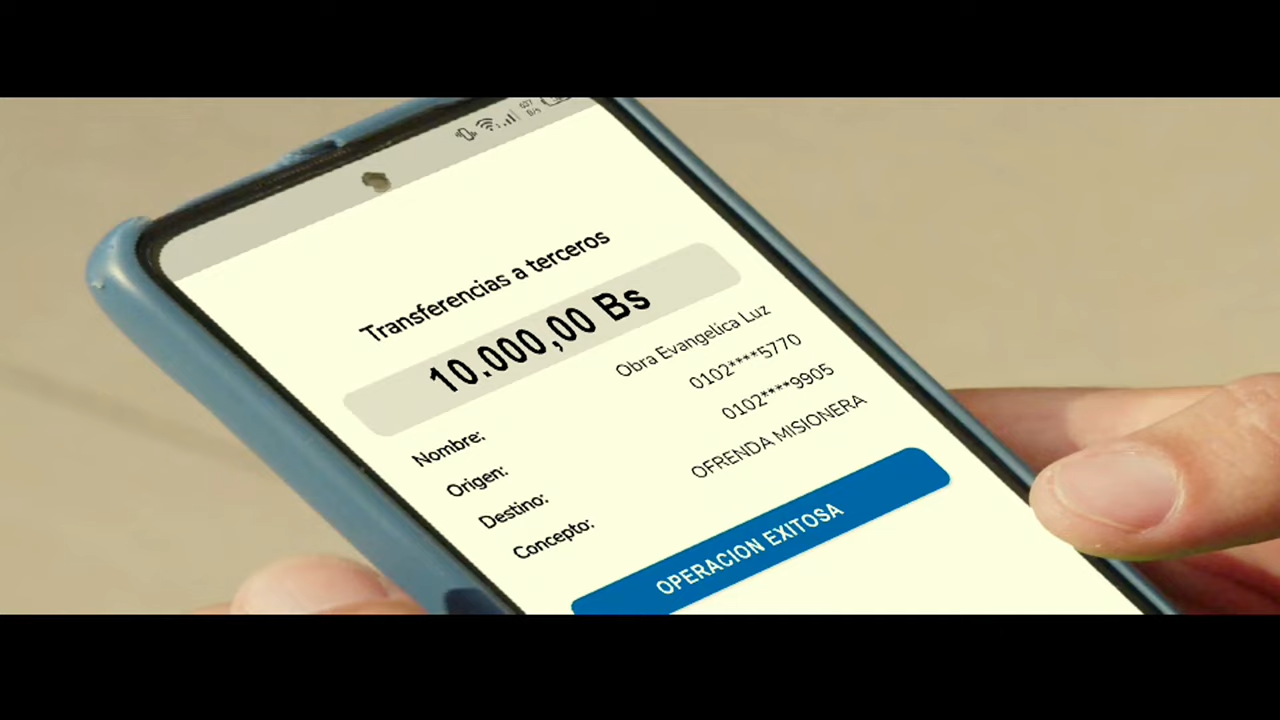 Transferencias a terceros
10.000,00 Bs
Nombre: Obra Evangelica Luz
Origen: 0102****5770
Destino: 0102****9905
Concepto: OFRENDA MISIONERA
OPERACION EXITOSA